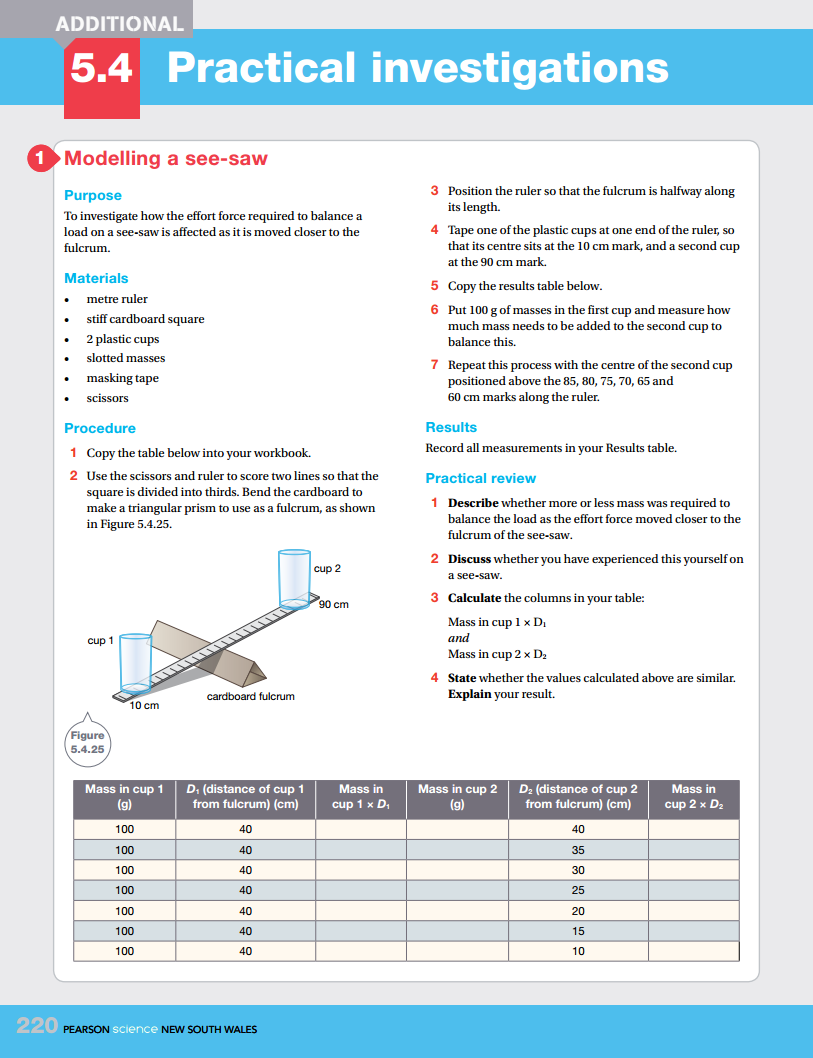 ADDITIONAL
5.4 Practical investigations
1 Modelling a see-saw
Purpose
To investigate how the effort force required to balance a
load on a see-saw is affected as it is moved closer to the
fulcrum.
Materials
• metre ruler
• stiff cardboard square
• 2 plastic cups
• slotted masses
• masking tape
• scissors
Procedure
1 Copy the table below into your workbook.
2 Use the scissors and ruler to score two lines so that the
square is divided into thirds. Bend the cardboard to
make a triangular prism to use as a fulcrum, as shown
in Figure 5.4.25.
cup 2
90 cm
cup 1
cardboard fulcrum
10 cm
Figure
5.4.25
3 Position the ruler so that the fulcrum is halfway along
its length.
4 Tape one of the plastic cups at one end of the ruler, so
that its centre sits at the 10 cm mark, and a second cup
at the 90 cm mark.
5 Copy the results table below.
6 Put 100 g of masses in the first cup and measure how
much mass needs to be added to the second cup to
balance this.
7 Repeat this process with the centre of the second cup
positioned above the 85, 80, 75, 70, 65 and
60 cm marks along the ruler.
Results
Record all measurements in your Results table.
Practical review
1 Describe whether more or less mass was required to
balance the load as the effort force moved closer to the
fulcrum of the see-saw.
2 Discuss whether you have experienced this yourself on
a see-saw.
3 Calculate the columns in your table:
Mass in cup 1 × D₁
and
Mass in cup 2 × D₂
4 State whether the values calculated above are similar.
Explain your result.
Mass in cup 1 (g) D₁ (distance of cup 1 from fulcrum) (cm) Mass in cup 1 × D₁ Mass in cup 2 (g) D₂ (distance of cup 2 from fulcrum) (cm) Mass in cup 2 × D₂
100 40 40
100 40 35
100 40 30
100 40 25
100 40 20
100 40 15
100 40 10
220 PEARSON science NEW SOUTH WALES